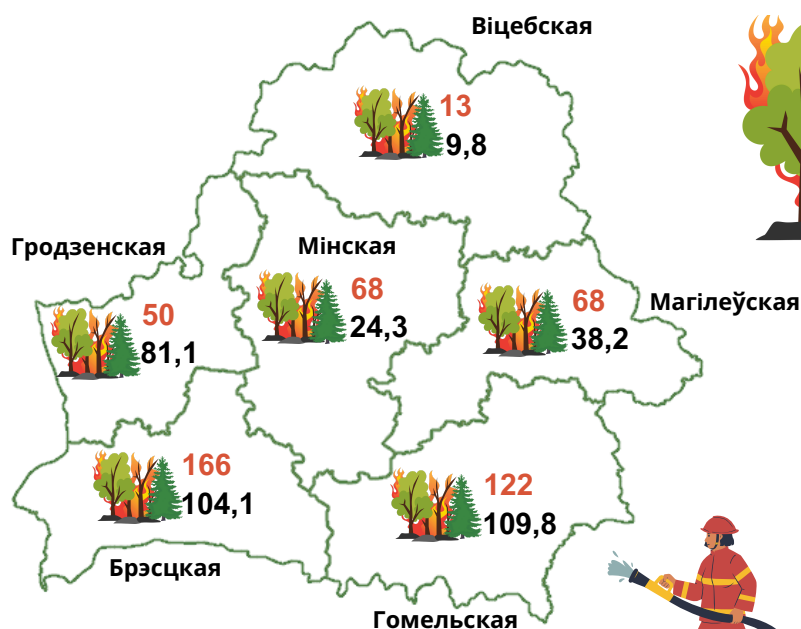 Віцебская
13
9,8
Гродзенская
50
81,1
Мінская
68
24,3
Магілеўская
68
38,2
Брэсцкая
166
104,1
Гомельская
122
109,8